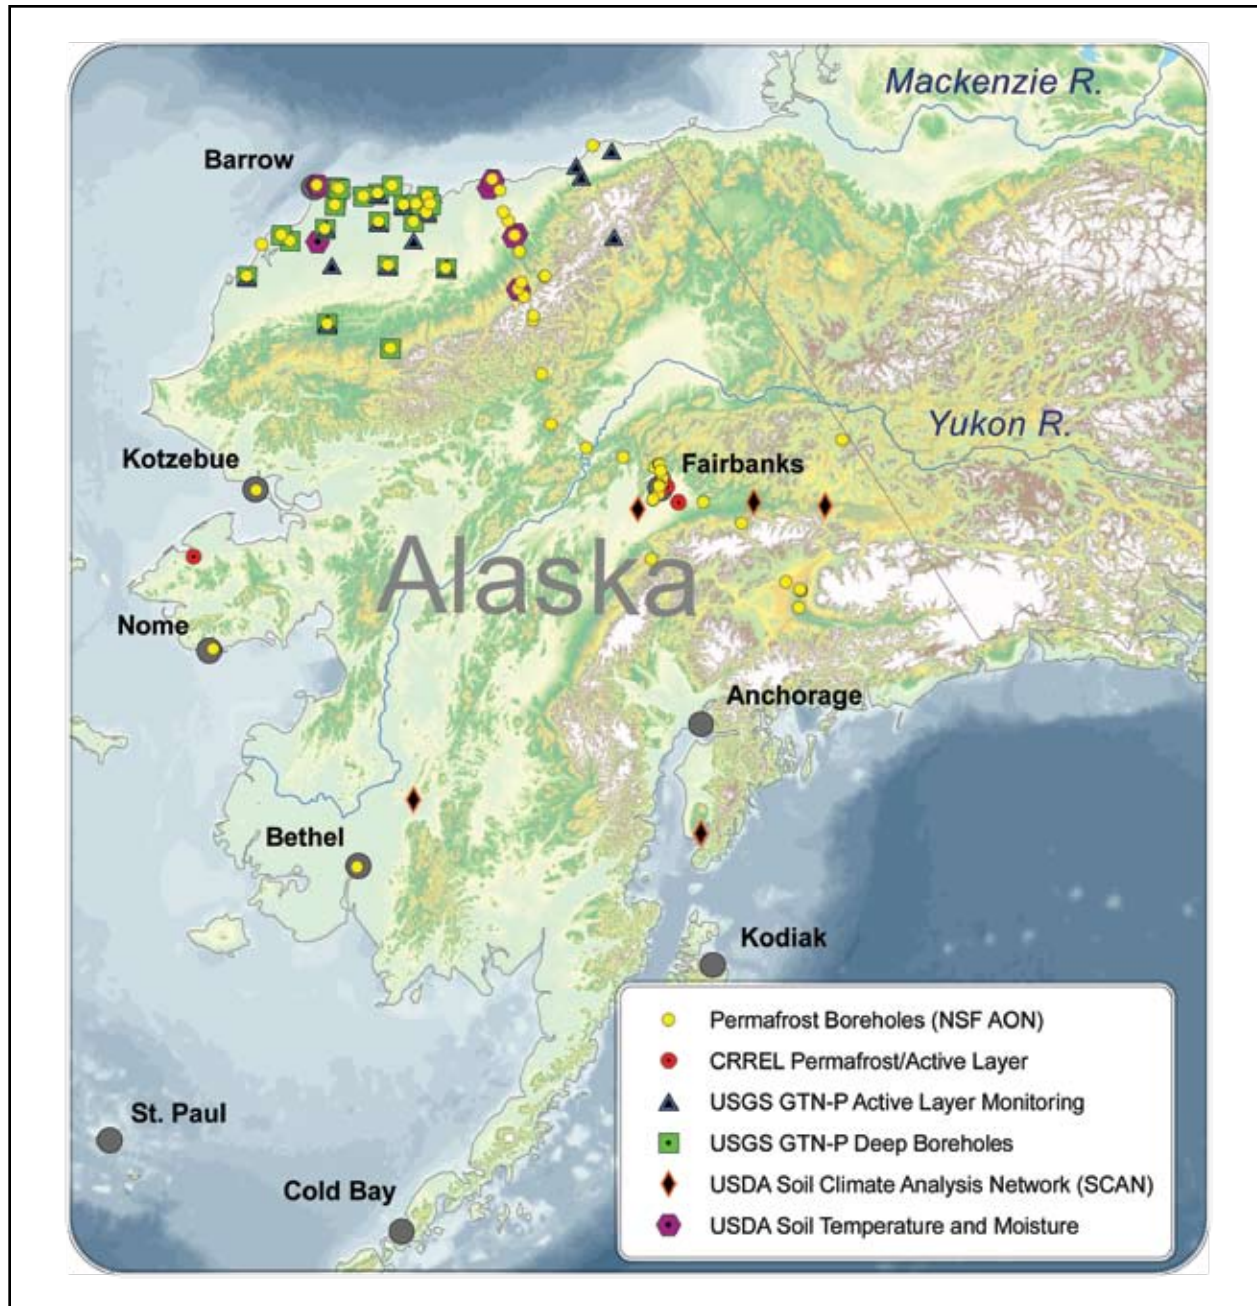 Mackenzie R.
Barrow
Yukon R.
Kotzebue
Fairbanks
Alaska
Nome
Anchorage
Bethel
Kodiak
Permafrost Boreholes (NSF AON)
CRREL Permafrost/Active Layer
USGS GTN-P Active Layer Monitoring
St. Paul
USGS GTN-P Deep Boreholes
USDA Soil Climate Analysis Network (SCAN)
Cold Bay
USDA Soil Temperature and Moisture